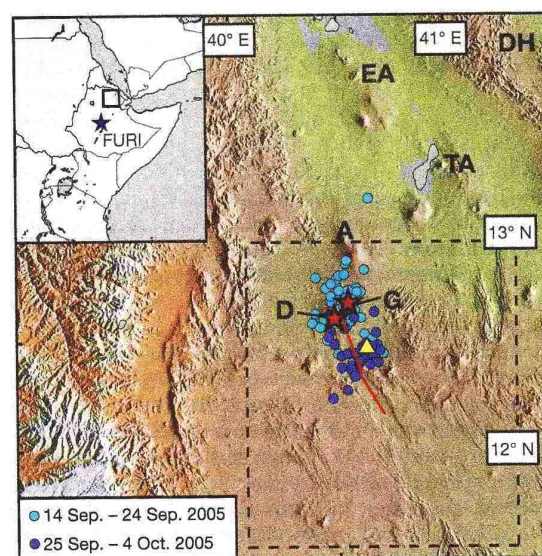 40° E
41° E
DH
EA
FURI
TA
13° N
A
D
G
12° N
14 Sep. – 24 Sep. 2005
25 Sep. – 4 Oct. 2005